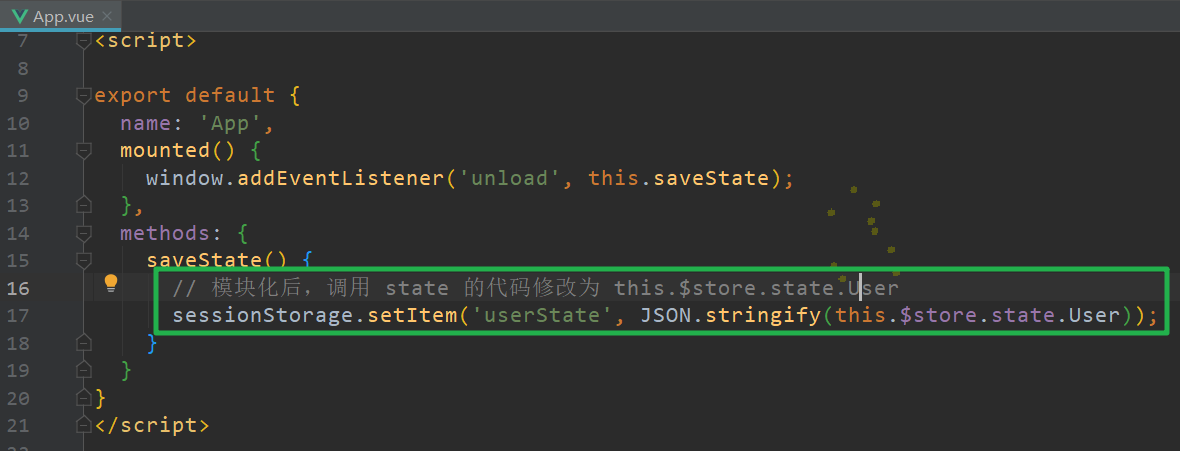 App.vue
7 <script>
8
9 export default {
10 name: 'App',
11 mounted() {
12 window.addEventListener('unload', this.saveState);
13 },
14 methods: {
15 saveState() {
16 // 模块化后，调用 state 的代码修改为 this.$store.state.User
17 sessionStorage.setItem('userState', JSON.stringify(this.$store.state.User));
18 }
19 }
20 }
21 </script>